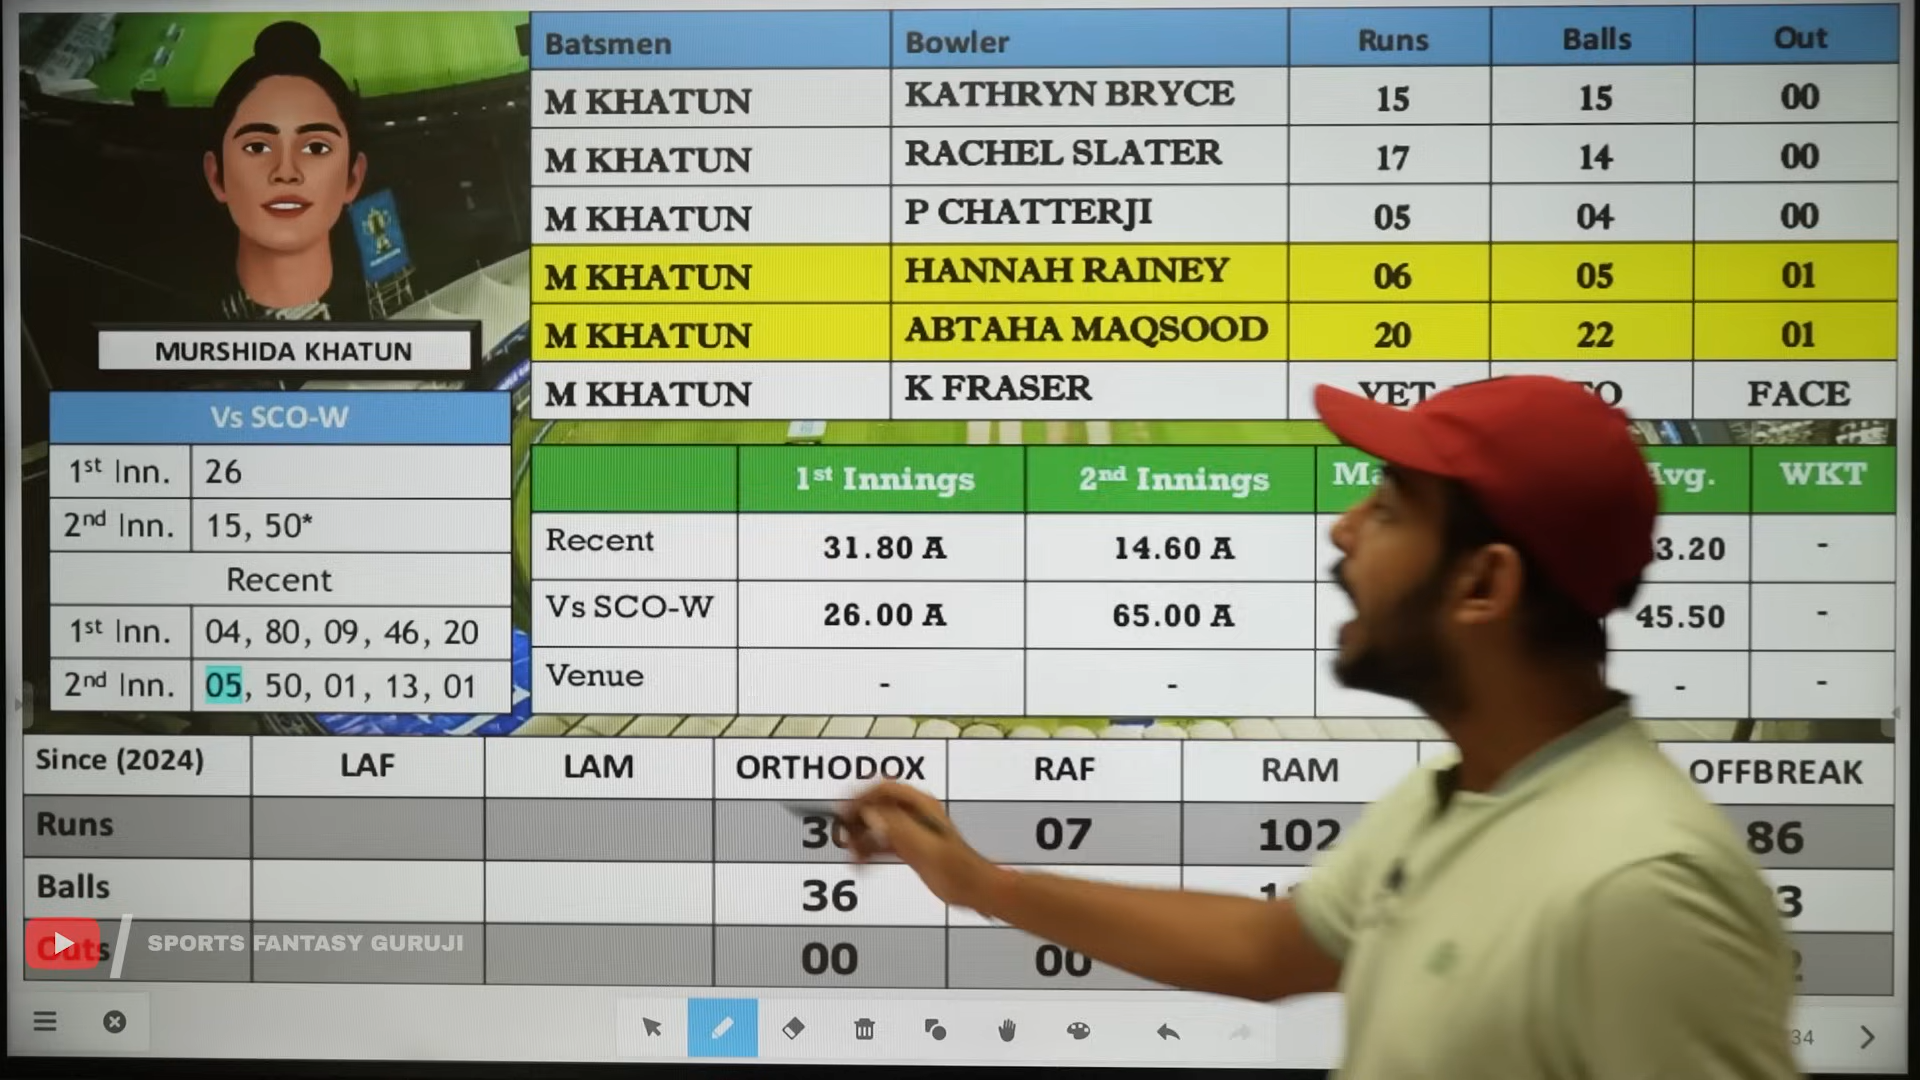 Batsmen Bowler Runs Balls Out
M KHATUN KATHRYN BRYCE 15 15 00
M KHATUN RACHEL SLATER 17 14 00
M KHATUN P CHATTERJI 05 04 00
M KHATUN HANNAH RAINEY 06 05 01
M KHATUN ABTAHA MAQSOOD 20 22 01
M KHATUN K FRASER YET FACE
MURSHIDA KHATUN
Vs SCO-W
1st Inn. 26
2nd Inn. 15, 50*
Recent
1st Inn. 04, 80, 09, 46, 20
2nd Inn. 05, 50, 01, 13, 01
1st Innings 2nd Innings Avg. WKT
Recent 31.80 A 14.60 A -
Vs SCO-W 26.00 A 65.00 A 45.50 -
Venue - - - -
Since (2024) LAF LAM ORTHODOX RAF RAM OFFBREAK
Runs 07 102 86
Balls 36
Outs 00 00
SPORTS FANTASY GURUJI
34